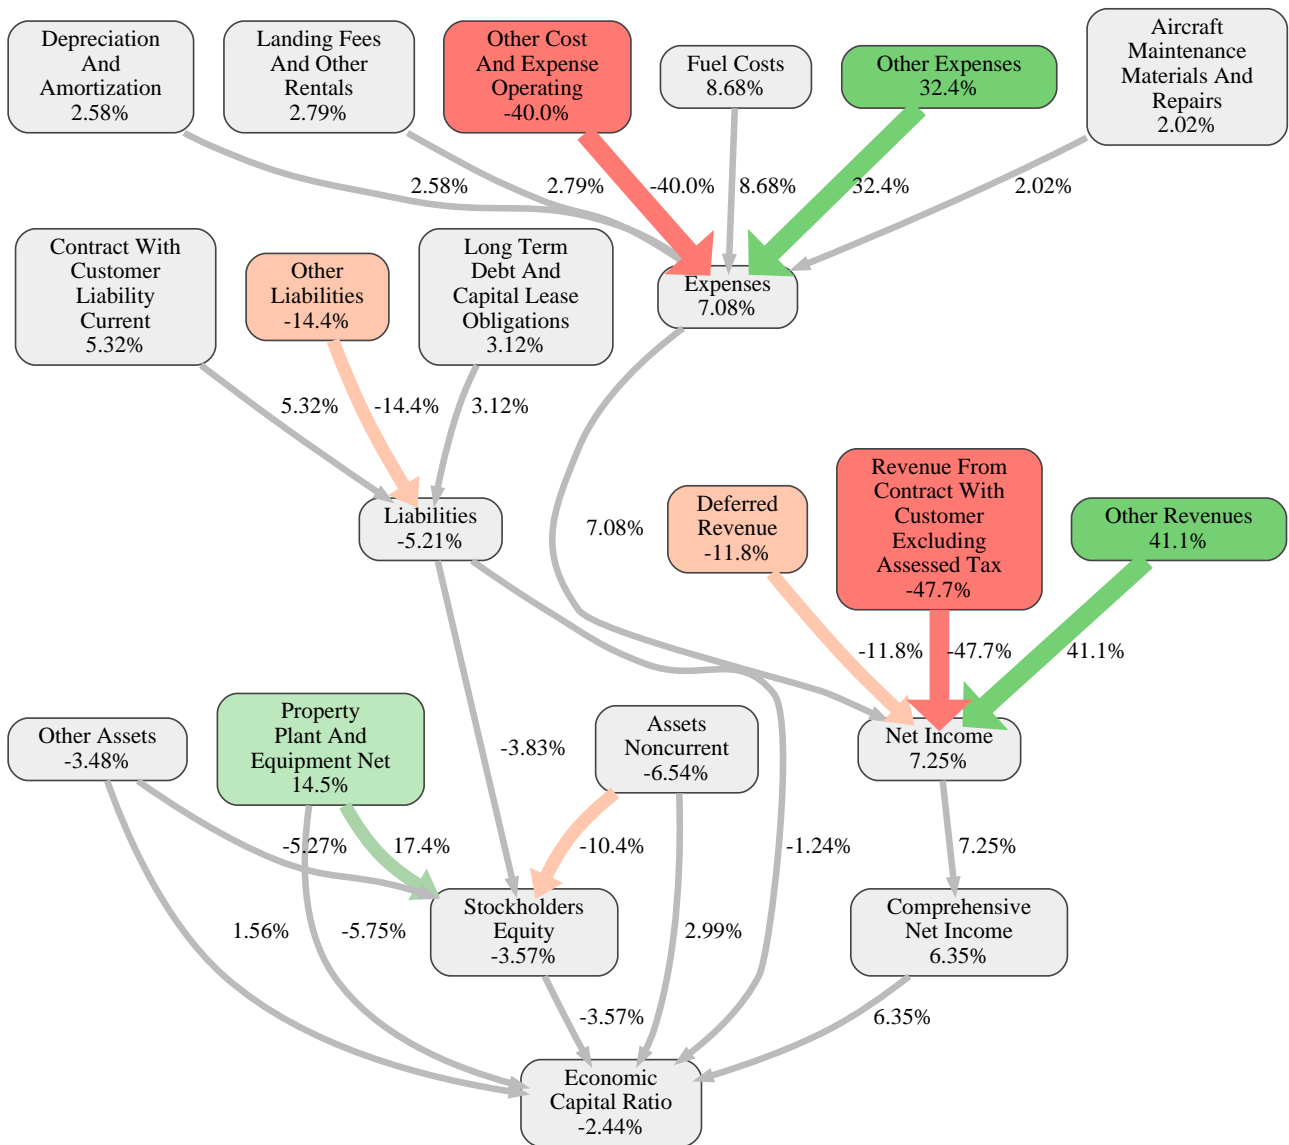 Depreciation
And
Amortization
2.58%
Landing Fees
And Other
Rentals
2.79%
Other Cost
And Expense
Operating
-40.0%
Fuel Costs
8.68%
Other Expenses
32.4%
Aircraft
Maintenance
Materials And
Repairs
2.02%
2.58%
2.79%
-40.0%
8.68%
32.4%
2.02%
Contract With
Customer
Liability
Current
5.32%
Other
Liabilities
-14.4%
Long Term
Debt And
Capital Lease
Obligations
3.12%
Expenses
7.08%
5.32%
-14.4%
3.12%
Liabilities
-5.21%
7.08%
Deferred
Revenue
-11.8%
Revenue From
Contract With
Customer
Excluding
Assessed Tax
-47.7%
Other Revenues
41.1%
-11.8%
-47.7%
41.1%
Other Assets
-3.48%
Property
Plant And
Equipment Net
14.5%
-3.83%
Assets
Noncurrent
-6.54%
Net Income
7.25%
-5.27%
17.4%
-10.4%
-1.24%
7.25%
1.56%
-5.75%
Stockholders
Equity
-3.57%
2.99%
Comprehensive
Net Income
6.35%
-3.57%
6.35%
Economic
Capital Ratio
-2.44%